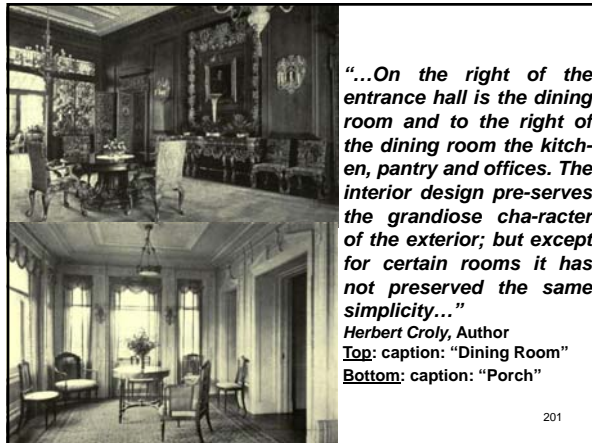 “…On the right of the
entrance hall is the dining
room and to the right of
the dining room the kitch-
en, pantry and offices. The
interior design pre-serves
the grandiose cha-racter
of the exterior; but except
for certain rooms it has
not preserved the same
simplicity…”
Herbert Croly, Author
Top: caption: “Dining Room”
Bottom: caption: “Porch”
201